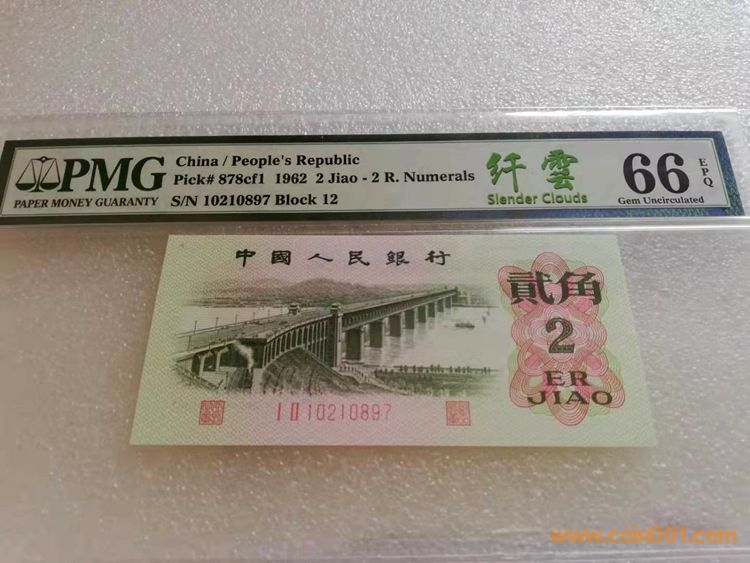 PMG
PAPER MONEY GUARANTY
China / People's Republic
Pick# 878cf1 1962 2 Jiao - 2 R. Numerals
S/N 10210897 Block 12
纤雲
Slender Clouds
66
EPQ
Gem Uncirculated
中國人民銀行
貳角
2
ER
JIAO
I II 10210897
www.coin001.com